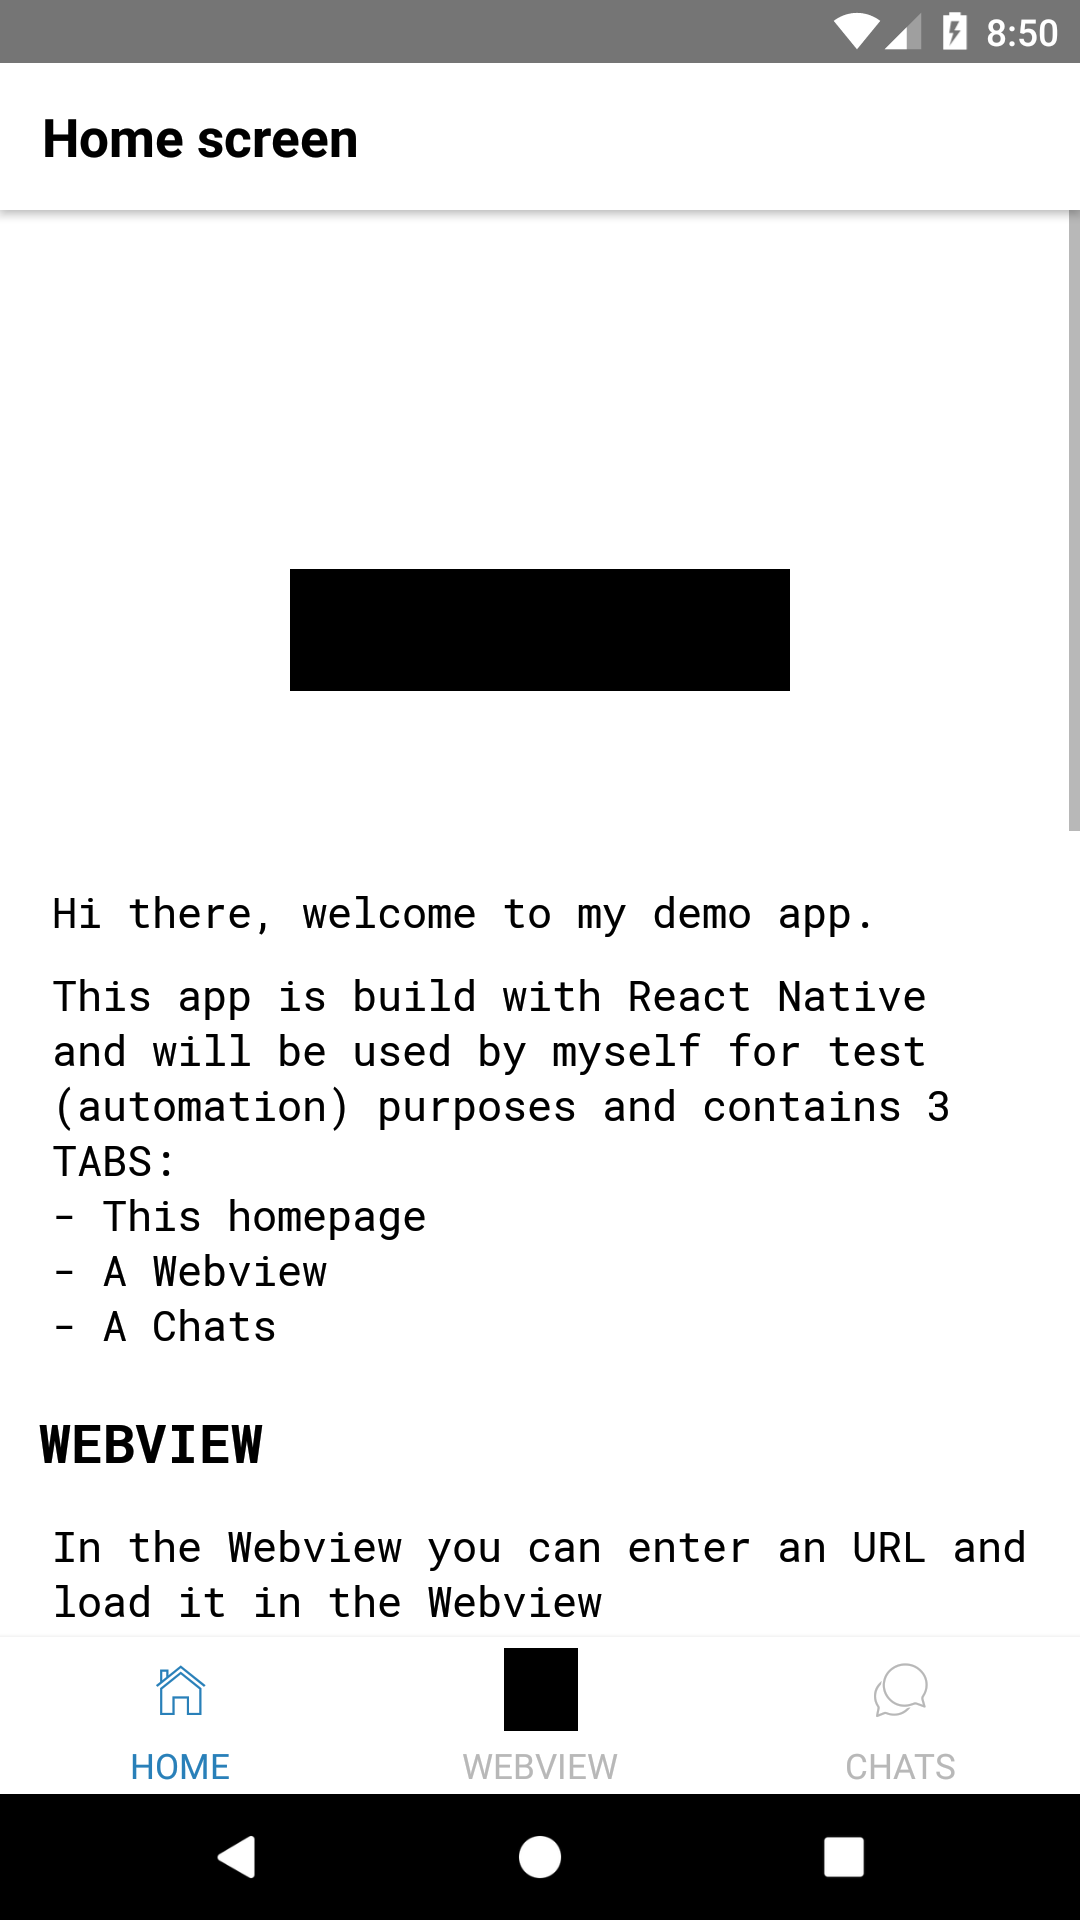 8:50
Home screen
Hi there, welcome to my demo app.
This app is build with React Native
and will be used by myself for test
(automation) purposes and contains 3
TABS:
- This homepage
- A Webview
- A Chats
WEBVIEW
In the Webview you can enter an URL and
load it in the Webview
HOME
WEBVIEW
CHATS